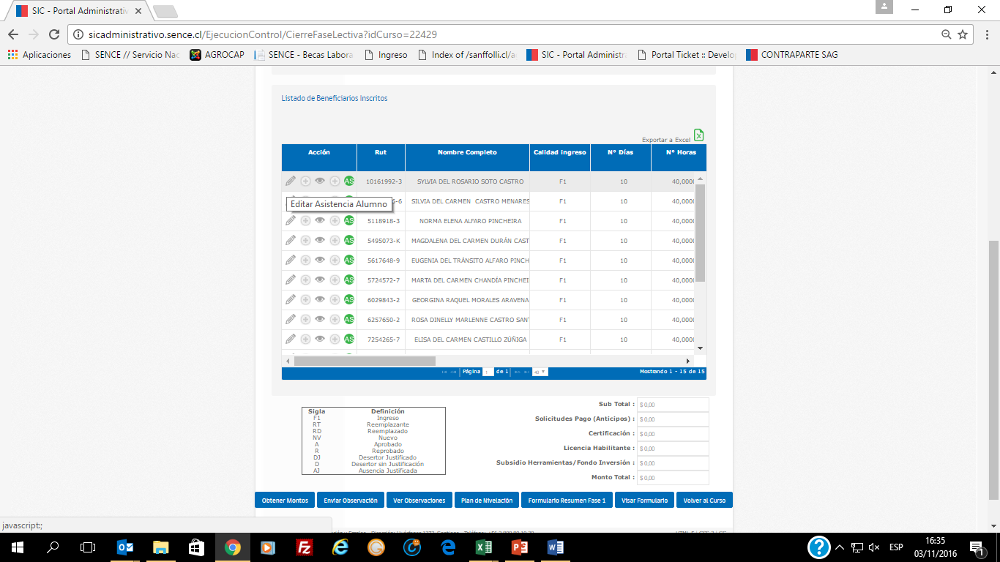 SIC - Portal Administrativ
sicadministrativo.sence.cl/EjecucionControl/CierreFaseLectiva?idCurso=22429
Aplicaciones SENCE // Servicio Nac AGROCAP SENCE - Becas Labora Ingreso Index of /sanffolli.cl/a SIC - Portal Administra Portal Ticket :: Develo CONTRAPARTE SAG
Listado de Beneficiarios Inscritos
Exportar a Excel
Acción Rut Nombre Completo Calidad Ingreso N° Días N° Horas
AS 10161992-3 SYLVIA DEL ROSARIO SOTO CASTRO F1 10 40,0000
Editar Asistencia Alumno
6-6 SILVIA DEL CARMEN CASTRO MENARES F1 10 40,0000
AS 5118918-3 NORMA ELENA ALFARO PINCHEIRA F1 10 40,0000
AS 5495073-K MAGDALENA DEL CARMEN DURÁN CAST F1 10 40,0000
AS 5617648-9 EUGENIA DEL TRÁNSITO ALFARO PINCH F1 10 40,0000
AS 5724572-7 MARTA DEL CARMEN CHANDÍA PINCHEI F1 10 40,0000
AS 6029843-2 GEORGINA RAQUEL MORALES ARAVENA F1 10 40,0000
AS 6257650-2 ROSA DINELLY MARLENNE CASTRO SAN F1 10 40,0000
AS 7254265-7 ELISA DEL CARMEN CASTILLO ZÚÑIGA F1 10 40,0000
Página 1 de 1 40 Mostrando 1 - 15 de 15
Sigla Definición
F1 Ingreso
RT Reemplazante
RD Reemplazado
NV Nuevo
A Aprobado
R Reprobado
DJ Desertor Justificado
D Desertor sin Justificación
AJ Ausencia Justificada
Sub Total : $ 0,00
Solicitudes Pago (Anticipos) : $ 0,00
Certificación : $ 0,00
Licencia Habilitante : $ 0,00
Subsidio Herramientas/Fondo Inversión : $ 0,00
Monto Total : $ 0,00
Obtener Montos Enviar Observación Ver Observaciones Plan de Nivelación Formulario Resumen Fase 1 Visar Formulario Volver al Curso
javascript:;
ESP
16:35
03/11/2016
1